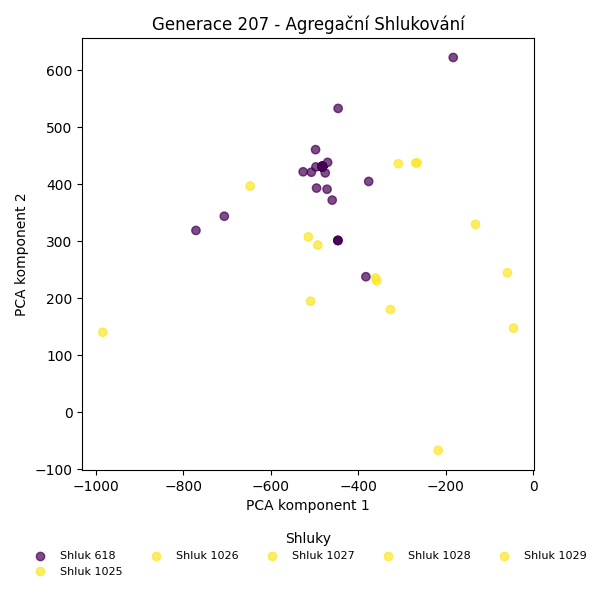 Generace 207 - Agregační Shlukování
PCA komponent 2
600
500
400
300
200
100
0
−100
−1000 −800 −600 −400 −200 0
PCA komponent 1
Shluky
Shluk 618 Shluk 1026 Shluk 1027 Shluk 1028 Shluk 1029
Shluk 1025